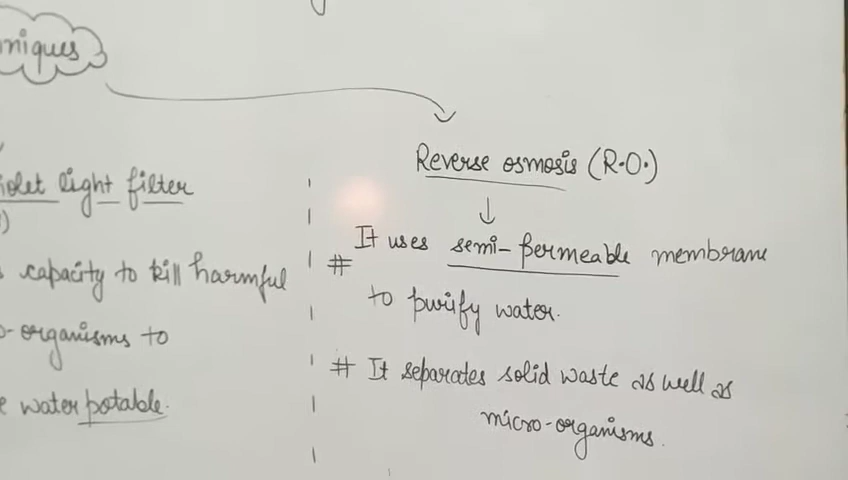 niques
olet light filter
)
s capacity to kill harmful
o-organisms to
e water potable.
Reverse osmosis (R.O.)
# It uses semi-permeable membrane
to purify water.
# It separates solid waste as well as
micro-organisms.